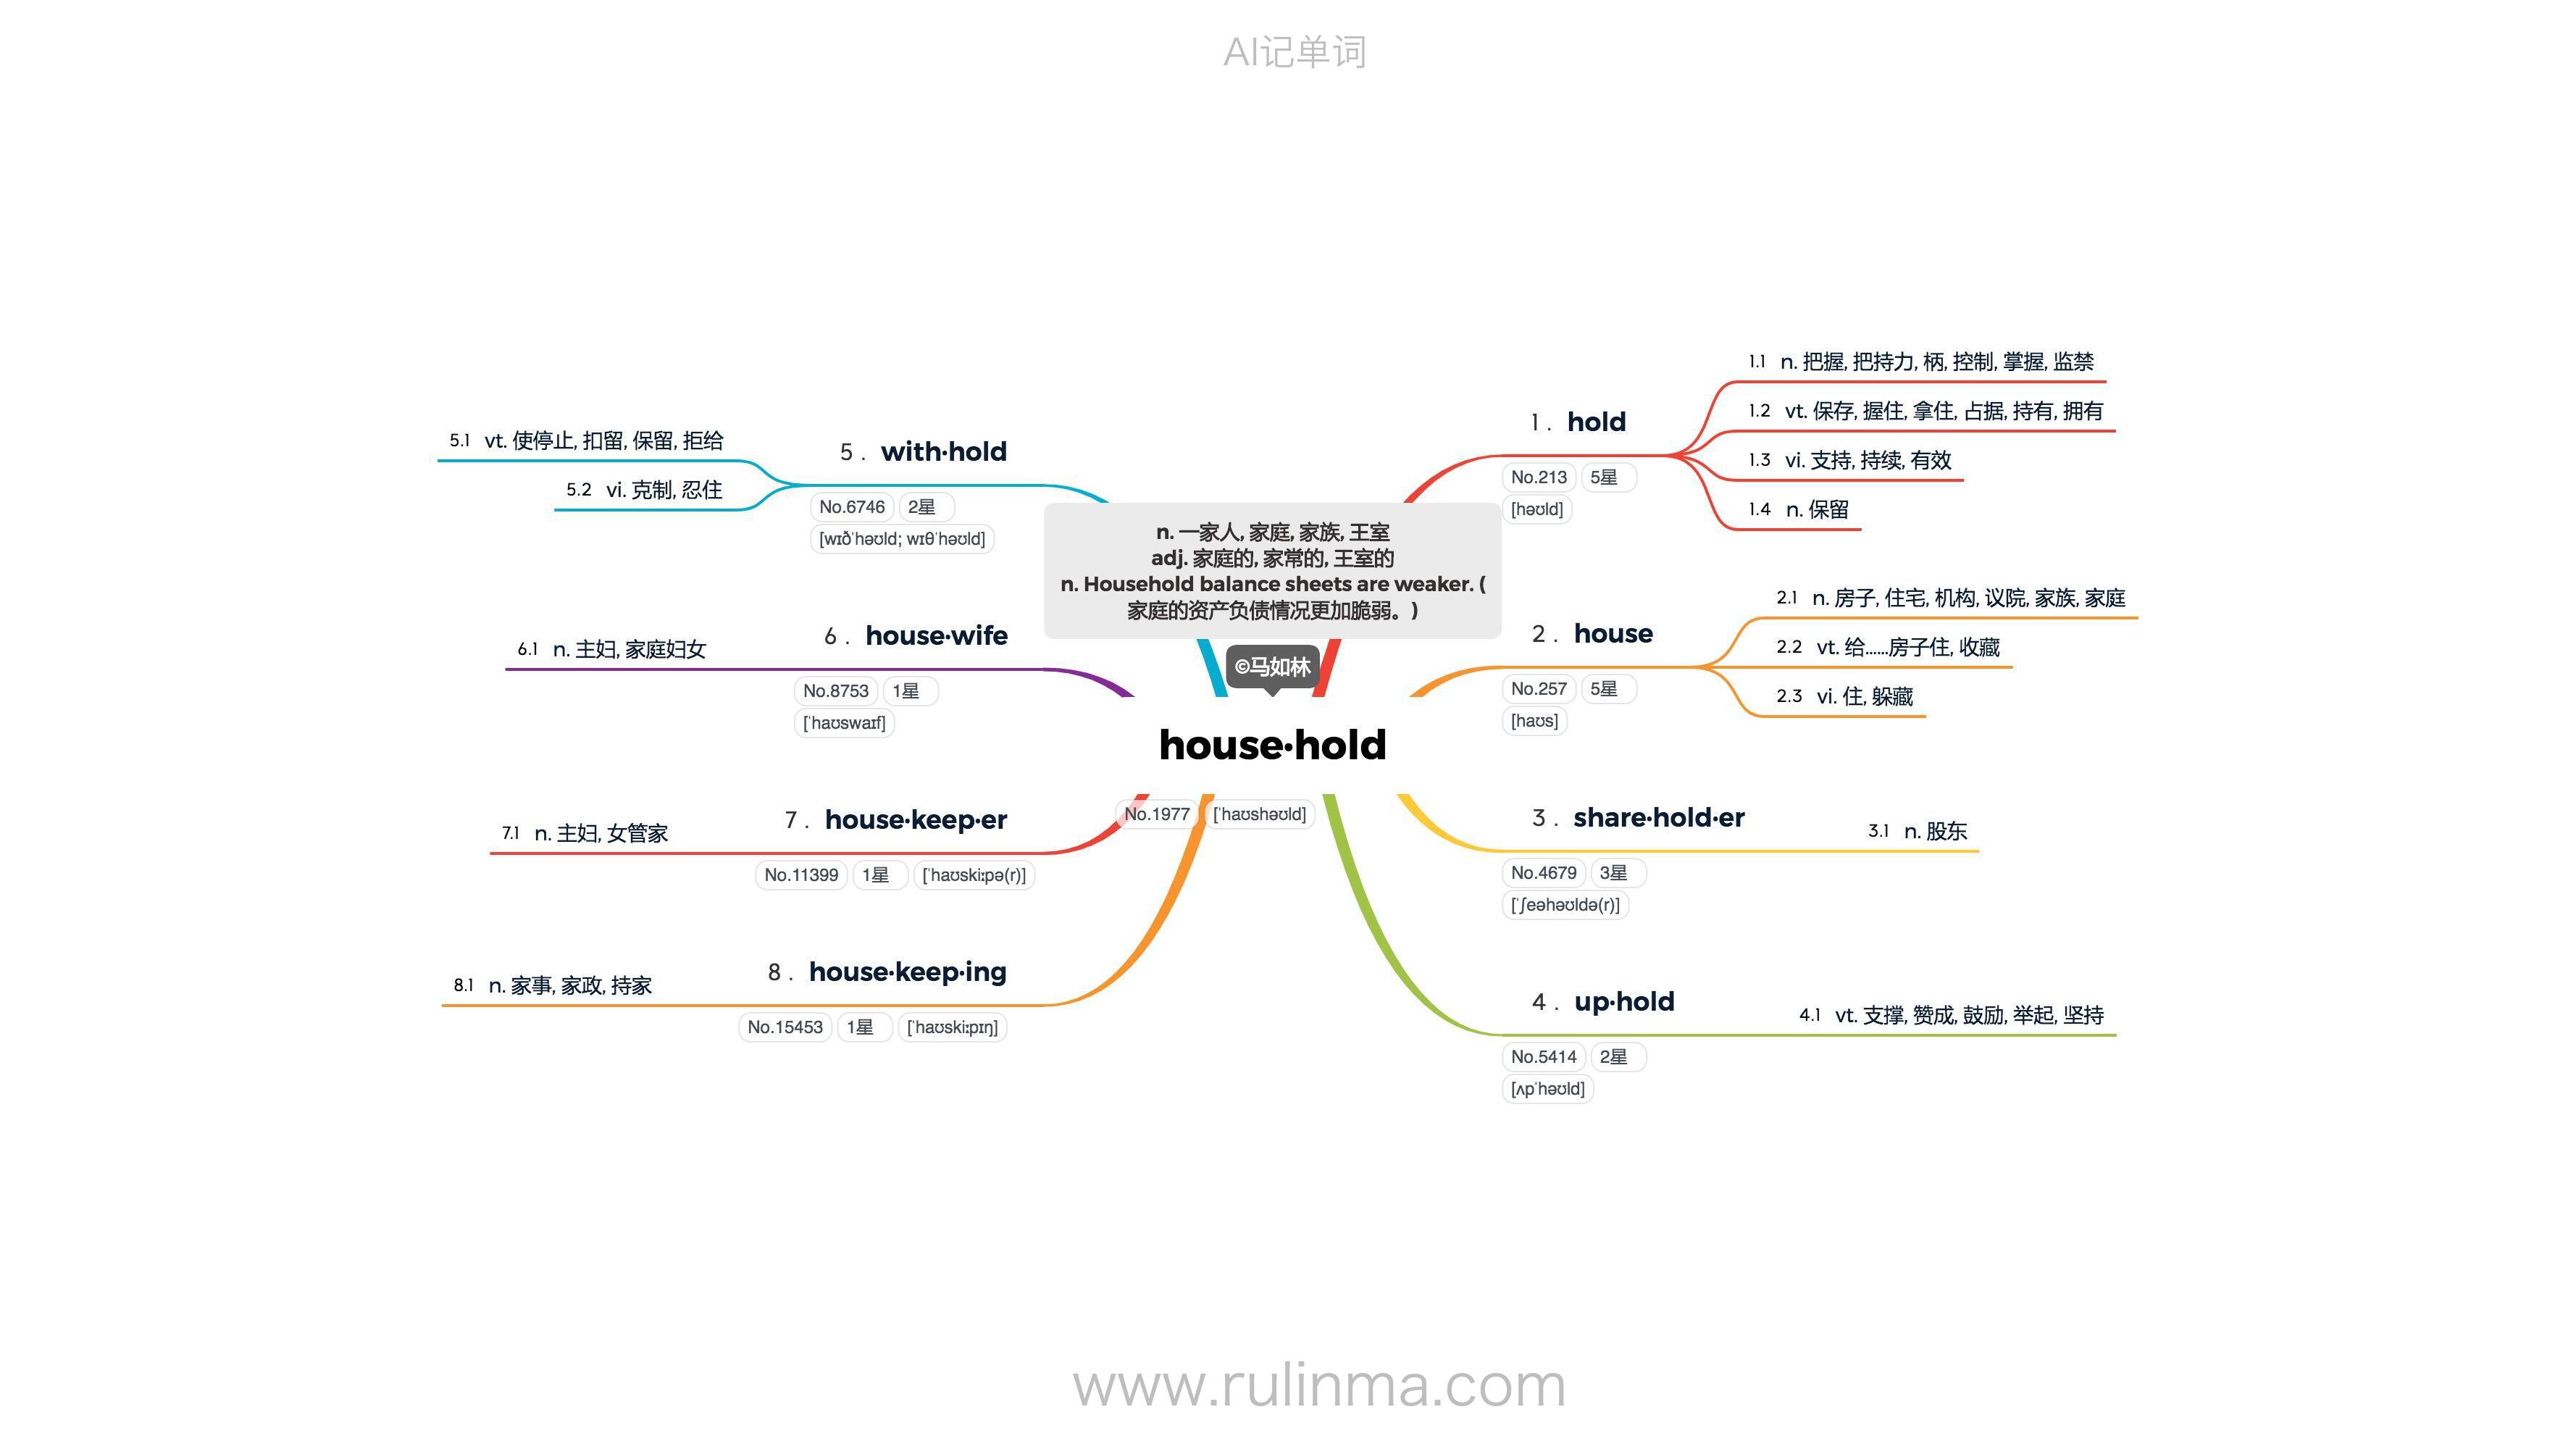 AI记单词
n. 一家人, 家庭, 家族, 王室
adj. 家庭的, 家常的, 王室的
n. Household balance sheets are weaker. (
家庭的资产负债情况更加脆弱。)
©马如林
house·hold
No.1977 [ˈhaʊshəʊld]
1 . hold
No.213 5星
[həʊld]
1.1 n. 把握, 把持力, 柄, 控制, 掌握, 监禁
1.2 vt. 保存, 握住, 拿住, 占据, 持有, 拥有
1.3 vi. 支持, 持续, 有效
1.4 n. 保留
2 . house
No.257 5星
[haʊs]
2.1 n. 房子, 住宅, 机构, 议院, 家族, 家庭
2.2 vt. 给……房子住, 收藏
2.3 vi. 住, 躲藏
3 . share·hold·er
No.4679 3星
[ˈʃeəhəʊldə(r)]
3.1 n. 股东
4 . up·hold
No.5414 2星
[ʌpˈhəʊld]
4.1 vt. 支撑, 赞成, 鼓励, 举起, 坚持
5 . with·hold
No.6746 2星
[wɪðˈhəʊld; wɪθˈhəʊld]
5.1 vt. 使停止, 扣留, 保留, 拒给
5.2 vi. 克制, 忍住
6 . house·wife
No.8753 1星
[ˈhaʊswaɪf]
6.1 n. 主妇, 家庭妇女
7 . house·keep·er
No.11399 1星 [ˈhaʊskiːpə(r)]
7.1 n. 主妇, 女管家
8 . house·keep·ing
No.15453 1星 [ˈhaʊskiːpɪŋ]
8.1 n. 家事, 家政, 持家
www.rulinma.com